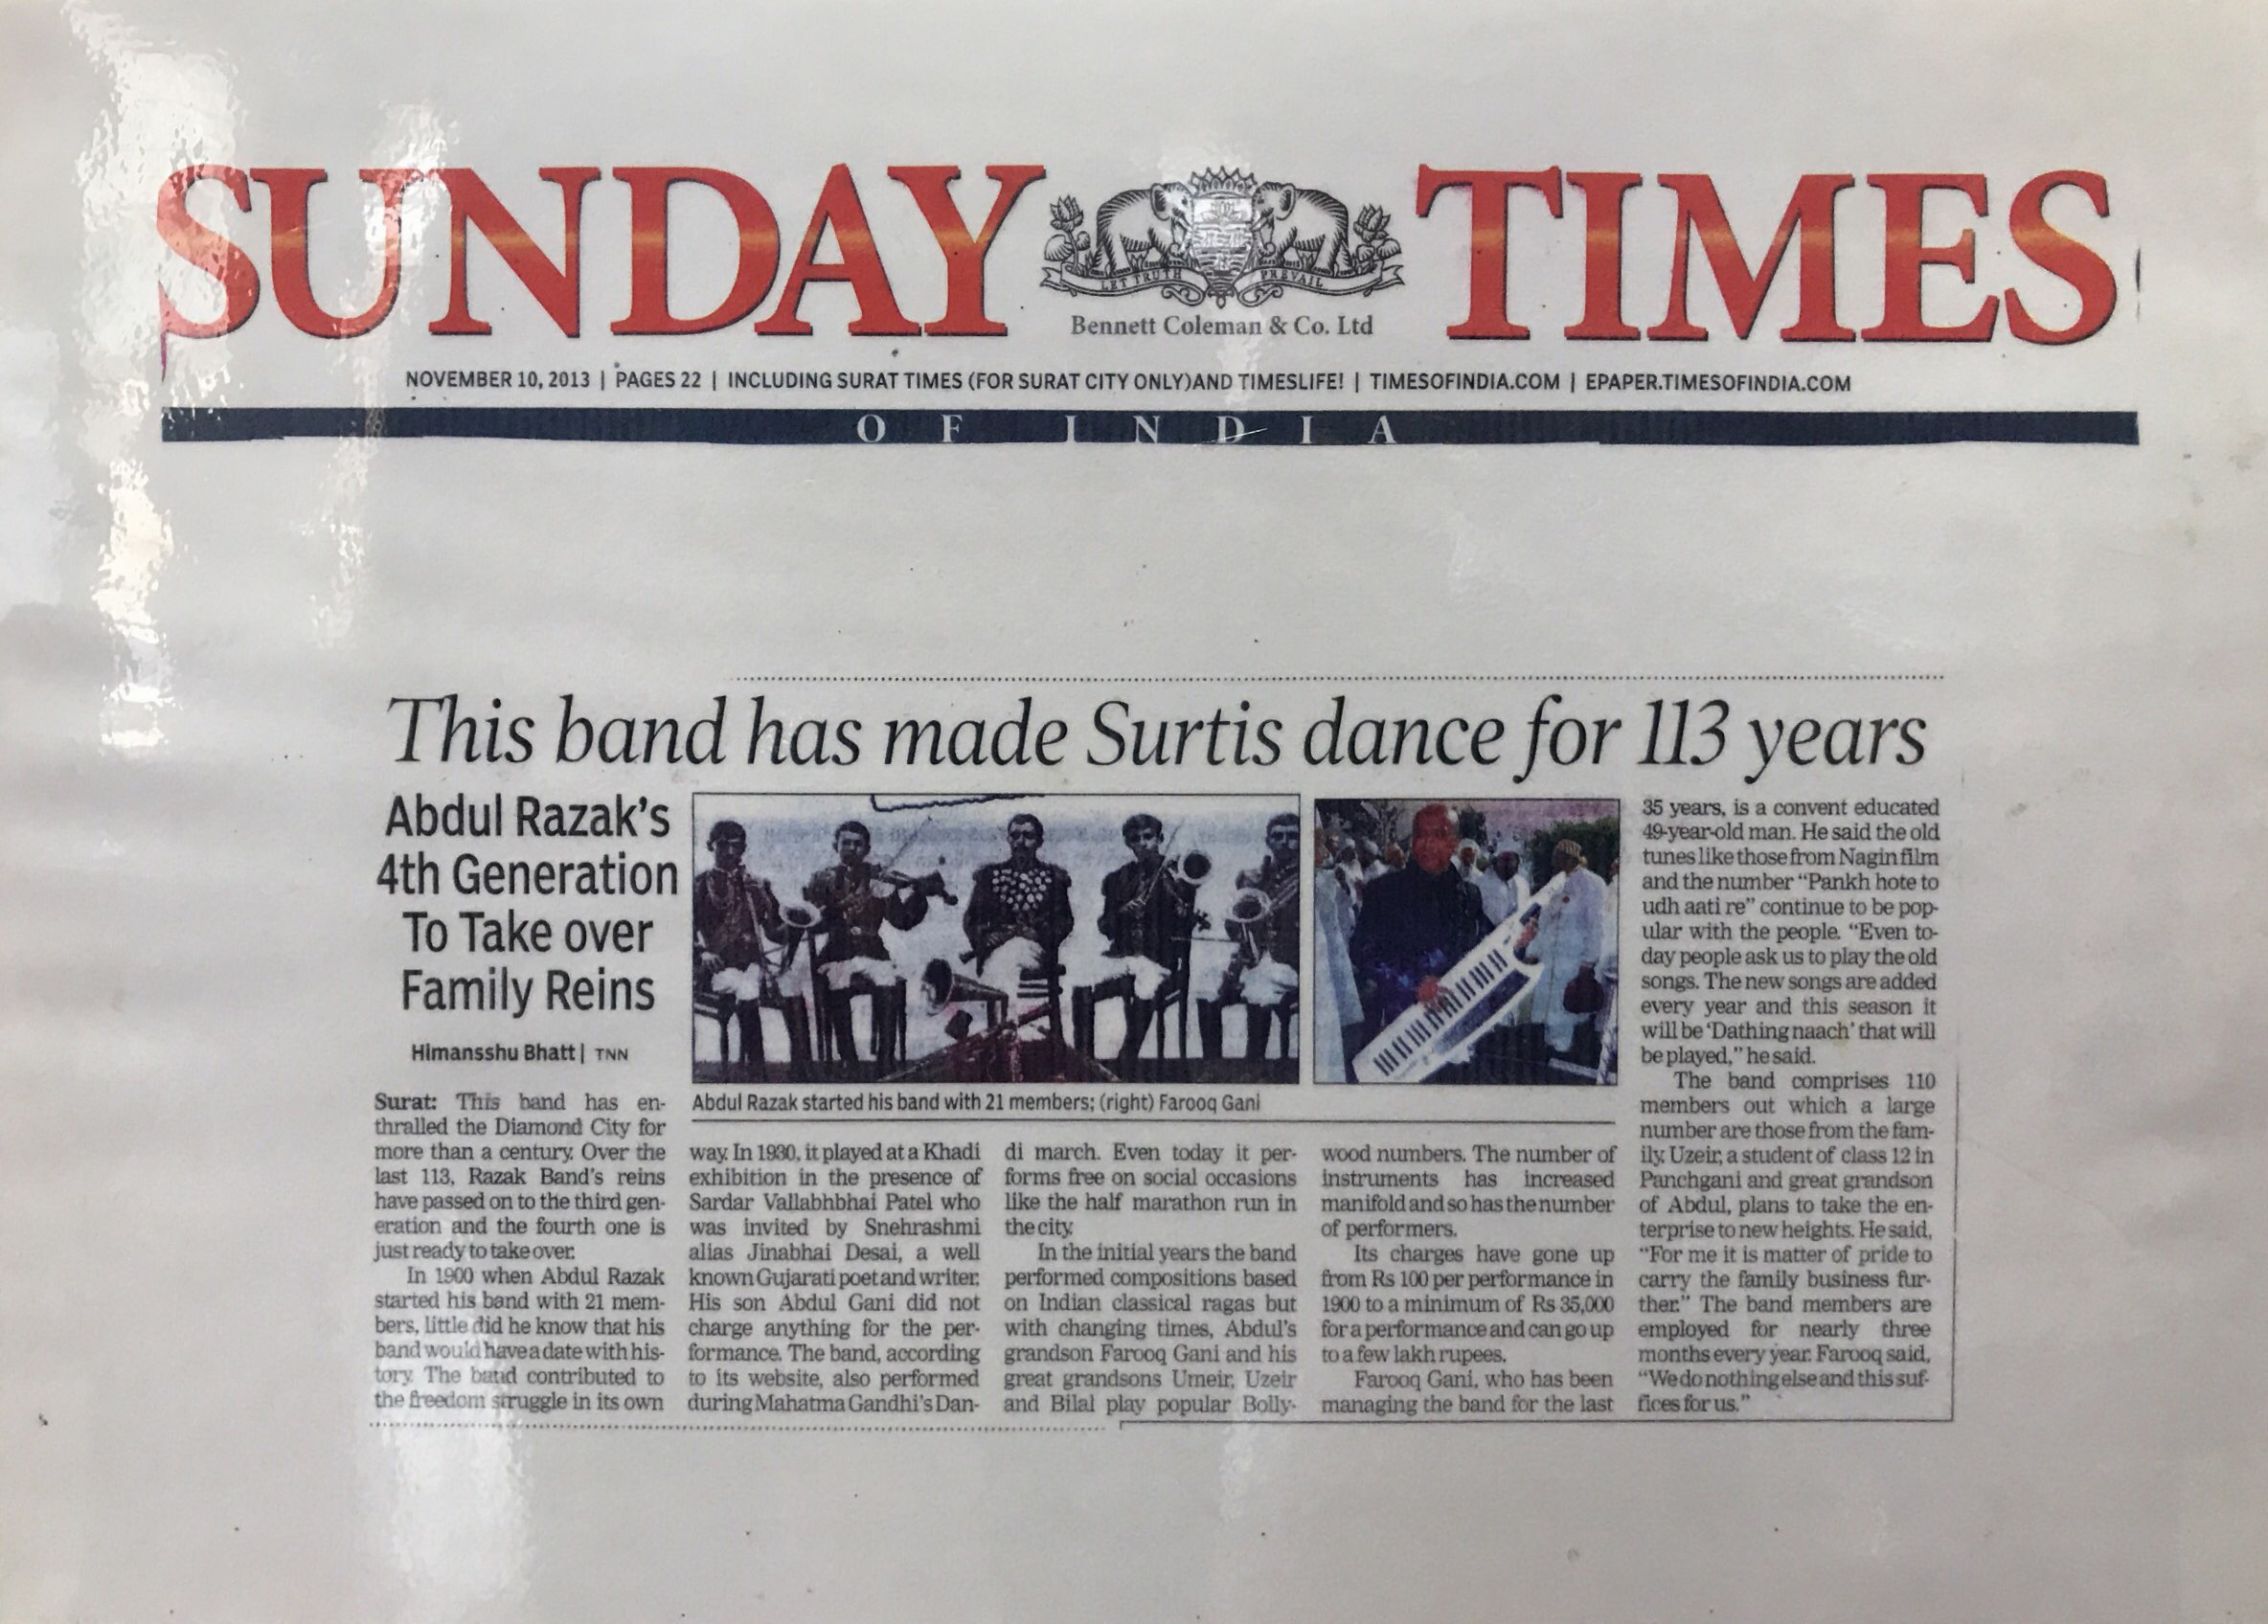 SUNDAY TIMES
LET TRUTH PREVAIL
Bennett Coleman & Co. Ltd
NOVEMBER 10, 2013 | PAGES 22 | INCLUDING SURAT TIMES (FOR SURAT CITY ONLY)AND TIMESLIFE! | TIMESOFINDIA.COM | EPAPER.TIMESOFINDIA.COM
OF INDIA
This band has made Surtis dance for 113 years
Abdul Razak's
4th Generation
To Take over
Family Reins
Himansshu Bhatt | TNN
Surat: This band has en-
thralled the Diamond City for
more than a century. Over the
last 113, Razak Band's reins
have passed on to the third gen-
eration and the fourth one is
just ready to take over.
In 1900 when Abdul Razak
started his band with 21 mem-
bers, little did he know that his
band would have a date with his-
tory. The band contributed to
the freedom struggle in its own
Abdul Razak started his band with 21 members; (right) Farooq Gani
way. In 1930, it played at a Khadi
exhibition in the presence of
Sardar Vallabhbhai Patel who
was invited by Snehrashmi
alias Jinabhai Desai, a well
known Gujarati poet and writer.
His son Abdul Gani did not
charge anything for the per-
formance. The band, according
to its website, also performed
during Mahatma Gandhi's Dan-
di march. Even today it per-
forms free on social occasions
like the half marathon run in
the city.
In the initial years the band
performed compositions based
on Indian classical ragas but
with changing times, Abdul's
grandson Farooq Gani and his
great grandsons Umeir, Uzeir
and Bilal play popular Bolly-
wood numbers. The number of
instruments has increased
manifold and so has the number
of performers.
Its charges have gone up
from Rs 100 per performance in
1900 to a minimum of Rs 35,000
for a performance and can go up
to a few lakh rupees.
Farooq Gani, who has been
managing the band for the last
35 years, is a convent educated
49-year-old man. He said the old
tunes like those from Nagin film
and the number "Pankh hote to
udh aati re" continue to be pop-
ular with the people. "Even to-
day people ask us to play the old
songs. The new songs are added
every year and this season it
will be 'Dathing naach' that will
be played," he said.
The band comprises 110
members out which a large
number are those from the fam-
ily. Uzeir, a student of class 12 in
Panchgani and great grandson
of Abdul, plans to take the en-
terprise to new heights. He said,
"For me it is matter of pride to
carry the family business fur-
ther." The band members are
employed for nearly three
months every year. Farooq said,
"We do nothing else and this suf-
fices for us."